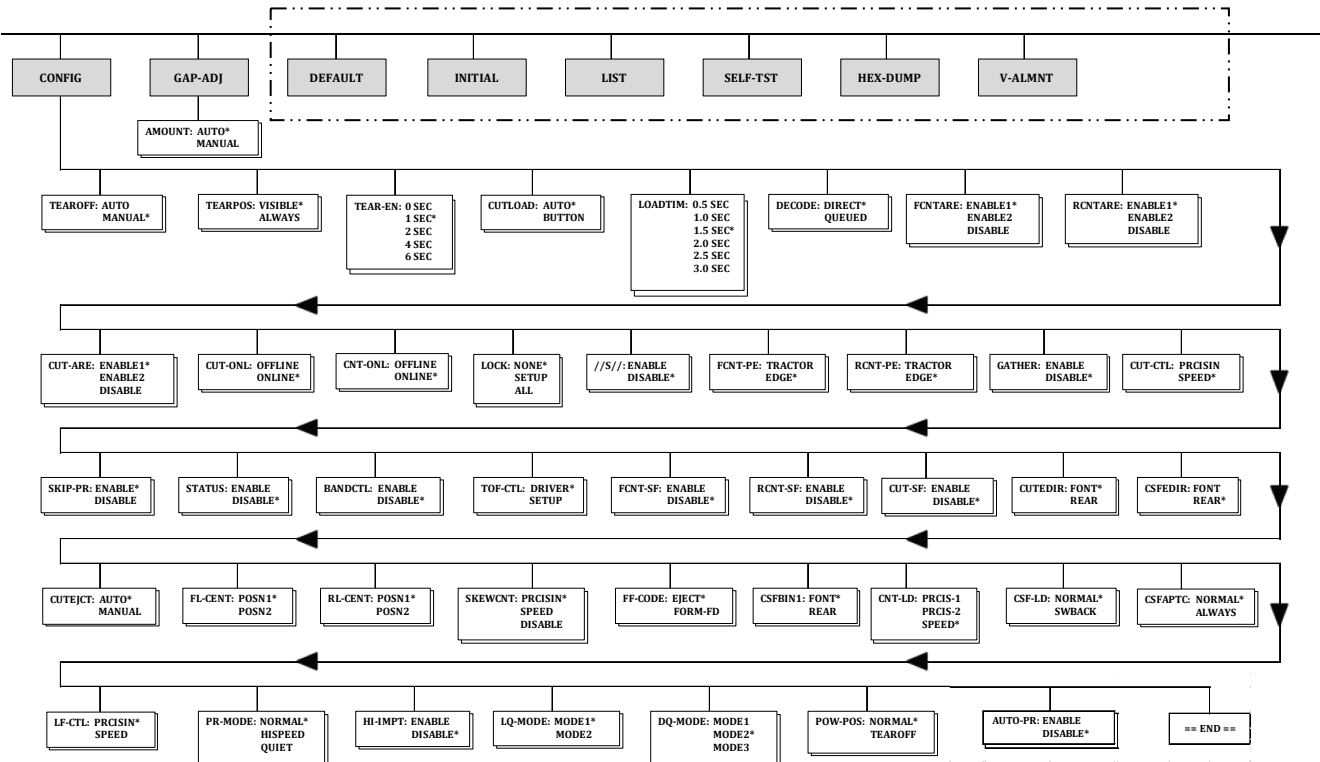 CONFIG
GAP-ADJ
DEFAULT
INITIAL
LIST
SELF-TST
HEX-DUMP
V-ALMNT
AMOUNT: AUTO*
MANUAL
TEAROFF: AUTO
MANUAL*
TEARPOS: VISIBLE*
ALWAYS
TEAR-EN: 0 SEC
1 SEC*
2 SEC
4 SEC
6 SEC
CUTLOAD: AUTO*
BUTTON
LOADTIM: 0.5 SEC
1.0 SEC
1.5 SEC*
2.0 SEC
2.5 SEC
3.0 SEC
DECODE: DIRECT*
QUEUED
FCNTARE: ENABLE1*
ENABLE2
DISABLE
RCNTARE: ENABLE1*
ENABLE2
DISABLE
CUT-ARE: ENABLE1*
ENABLE2
DISABLE
CUT-ONL: OFFLINE
ONLINE*
CNT-ONL: OFFLINE
ONLINE*
LOCK: NONE*
SETUP
ALL
//S//: ENABLE
DISABLE*
FCNT-PE: TRACTOR
EDGE*
RCNT-PE: TRACTOR
EDGE*
GATHER: ENABLE
DISABLE*
CUT-CTL: PRCISIN
SPEED*
SKIP-PR: ENABLE*
DISABLE
STATUS: ENABLE
DISABLE*
BANDCTL: ENABLE
DISABLE*
TOF-CTL: DRIVER*
SETUP
FCNT-SF: ENABLE
DISABLE*
RCNT-SF: ENABLE
DISABLE*
CUT-SF: ENABLE
DISABLE*
CUTEDIR: FONT*
REAR
CSFEDIR: FONT
REAR*
CUTEJCT: AUTO*
MANUAL
FL-CENT: POSN1*
POSN2
RL-CENT: POSN1*
POSN2
SKEWCNT: PRCISIN*
SPEED
DISABLE
FF-CODE: EJECT*
FORM-FD
CSFBIN1: FONT*
REAR
CNT-LD: PRCIS-1
PRCIS-2
SPEED*
CSF-LD: NORMAL*
SWBACK
CSFAPTC: NORMAL*
ALWAYS
LF-CTL: PRCISIN*
SPEED
PR-MODE: NORMAL*
HISPEED
QUIET
HI-IMPT: ENABLE
DISABLE*
LQ-MODE: MODE1*
MODE2
DQ-MODE: MODE1
MODE2*
MODE3
POW-POS: NORMAL*
TEAROFF
AUTO-PR: ENABLE
DISABLE*
== END ==